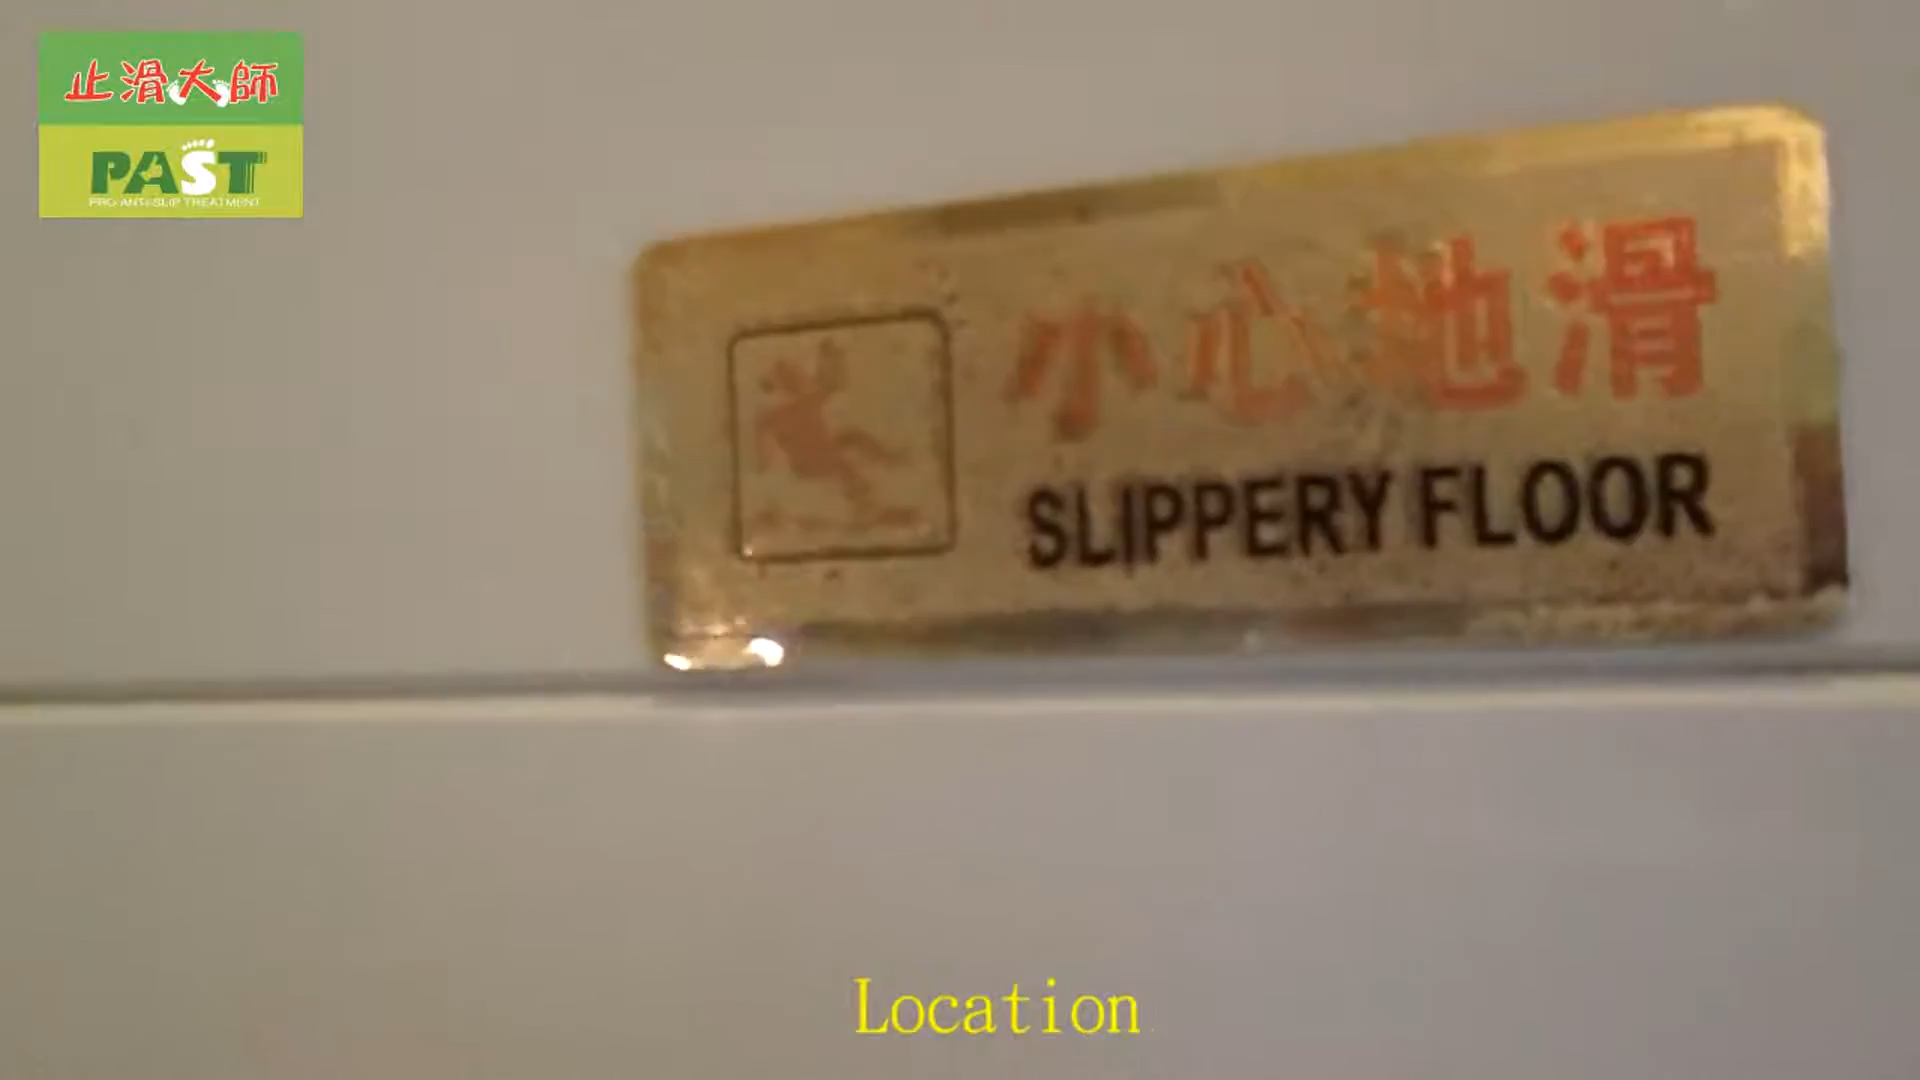 止滑大師
PAST
PRO ANTI-SLIP TREATMENT
小心地滑
SLIPPERY FLOOR
Location